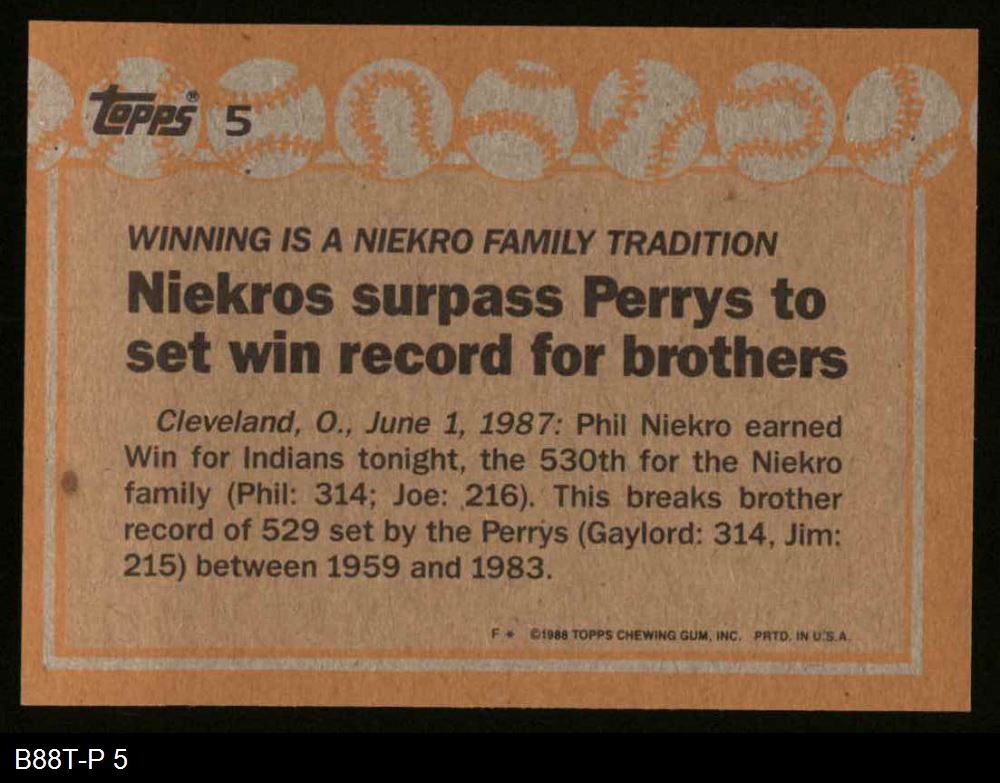 Topps® 5
WINNING IS A NIEKRO FAMILY TRADITION
Niekros surpass Perrys to
set win record for brothers
Cleveland, O., June 1, 1987: Phil Niekro earned
Win for Indians tonight, the 530th for the Niekro
family (Phil: 314; Joe: 216). This breaks brother
record of 529 set by the Perrys (Gaylord: 314, Jim:
215) between 1959 and 1983.
F * ©1988 TOPPS CHEWING GUM, INC. PRTD. IN U.S.A.
B88T-P 5